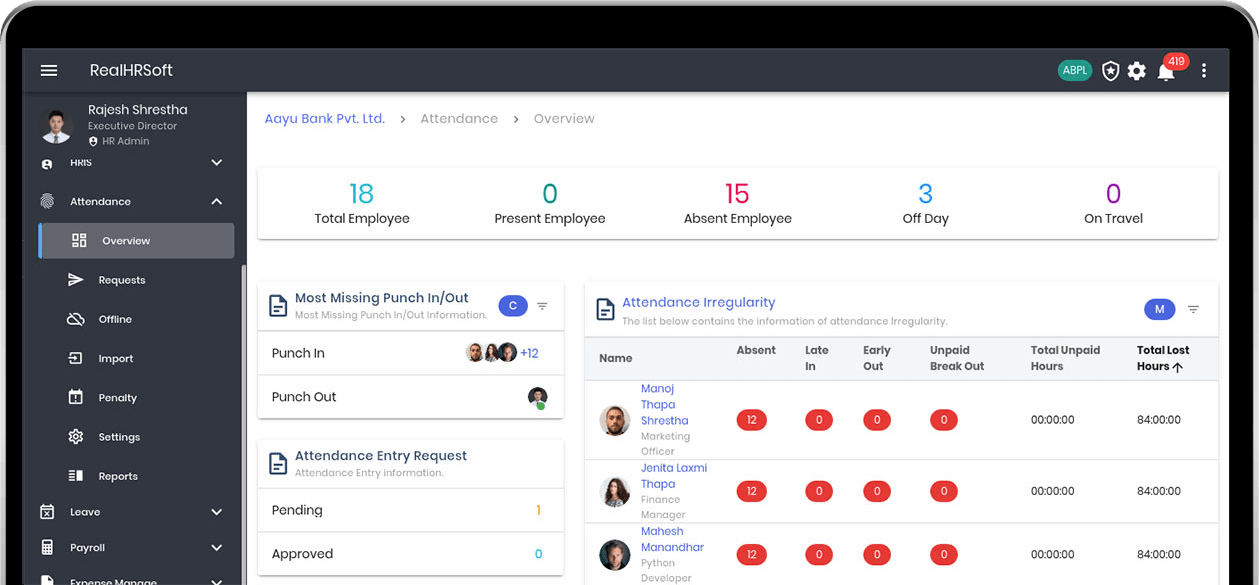 RealHRSoft
ABPL
419
Rajesh Shrestha
Executive Director
HR Admin
HRIS
Attendance
Overview
Requests
Offline
Import
Penalty
Settings
Reports
Leave
Payroll
Expense Manage
Aayu Bank Pvt. Ltd. > Attendance > Overview
18 0 15 3 0
Total Employee Present Employee Absent Employee Off Day On Travel
Most Missing Punch In/Out
C
Most Missing Punch In/Out Information.
Punch In +12
Punch Out
Attendance Entry Request
Attendance Entry Information.
Pending 1
Approved 0
Attendance Irregularity
M
The list below contains the information of attendance Irregularity.
Name Absent Late In Early Out Unpaid Break Out Total Unpaid Hours Total Lost Hours ↑
Manoj
Thapa
Shrestha
Marketing
Officer
12 0 0 0 00:00:00 84:00:00
Jenita Laxmi
Thapa
Finance
Manager
12 0 0 0 00:00:00 84:00:00
Mahesh
Manandhar
Python
Developer
12 0 0 0 00:00:00 84:00:00